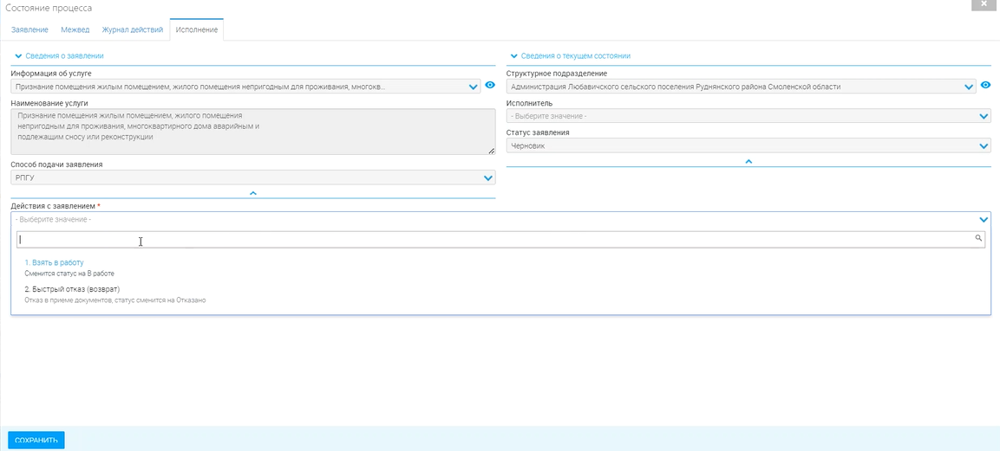 Состояние процесса
Заявление Межвед Журнал действий Исполнение
Сведения о заявлении
Информация об услуге
Признание помещения жилым помещением, жилого помещения непригодным для проживания, многокв...
Наименование услуги
Признание помещения жилым помещением, жилого помещения
непригодным для проживания, многоквартирного дома аварийным и
подлежащим сносу или реконструкции
Способ подачи заявления
РПГУ
Сведения о текущем состоянии
Структурное подразделение
Администрация Любавичского сельского поселения Руднянского района Смоленской области
Исполнитель
- Выберите значение -
Статус заявления
Черновик
Действия с заявлением *
- Выберите значение -
1. Взять в работу
Сменится статус на В работе
2. Быстрый отказ (возврат)
Отказ в приеме документов, статус сменится на Отказано
СОХРАНИТЬ